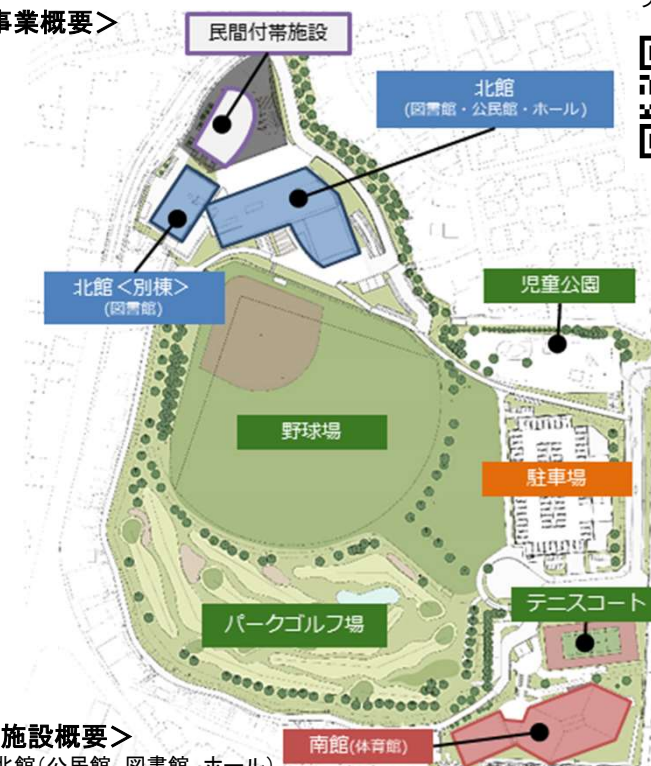 事業概要＞
民間付帯施設
北館
(図書館・公民館・ホール)
北館<別棟>
(図書館)
児童公園
野球場
駐車場
テニスコート
パークゴルフ場
施設概要＞
南館(体育館)
北館(公民館、図書館、ホール)